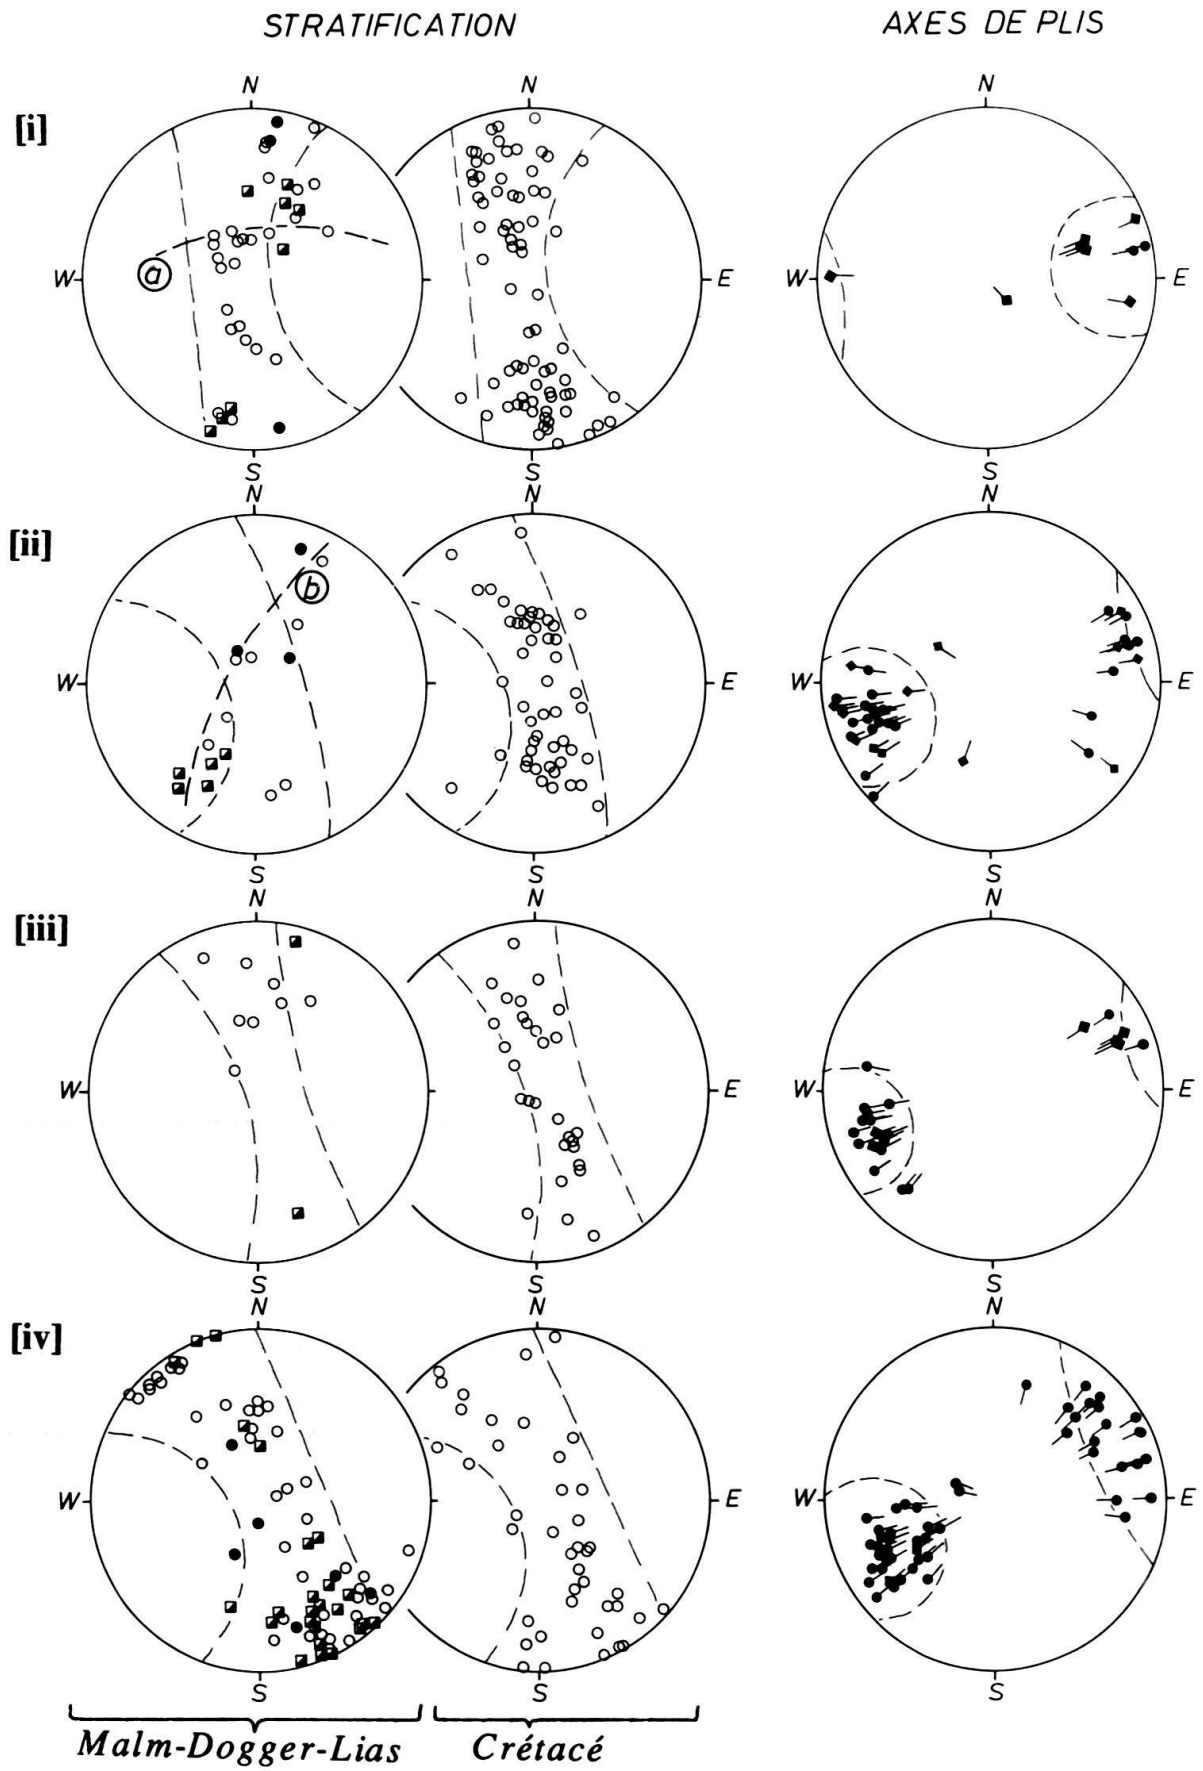 STRATIFICATION AXES DE PLIS
N N N
[i]
a
W E W E
S S S
N N N
[ii]
b
W E W E
S S S
N N N
[iii]
W E W E
S S S
N N N
[iv]
W E W E
S S S
Malm-Dogger-Lias Crétacé